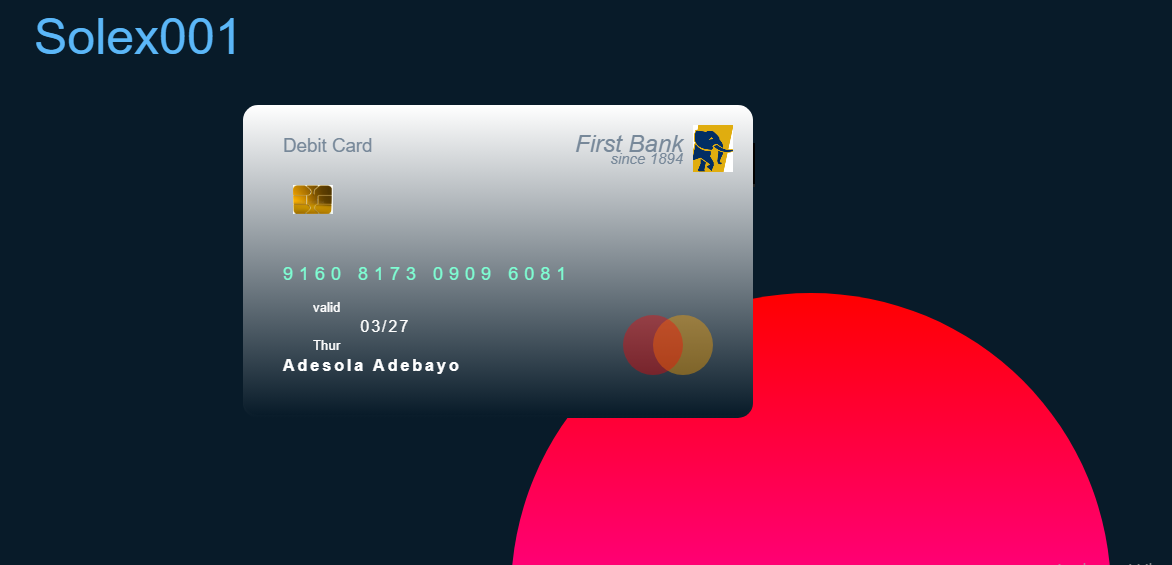 Solex001
Debit Card
First Bank
since 1894
9160 8173 0909 6081
valid
03/27
Thur
Adesola Adebayo